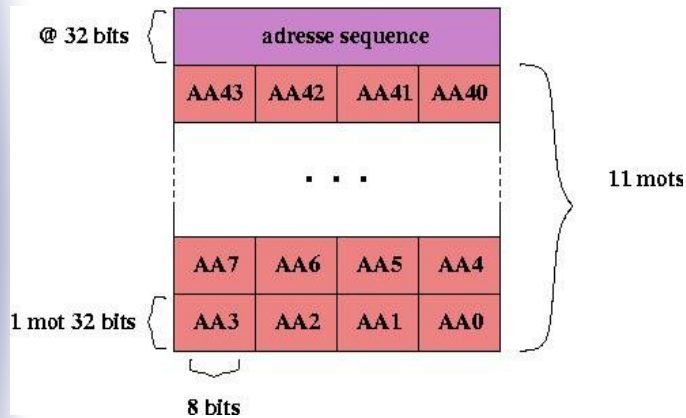 @ 32 bits
adresse sequence
AA43 AA42 AA41 AA40
. . .
11 mots
AA7 AA6 AA5 AA4
1 mot 32 bits
AA3 AA2 AA1 AA0
8 bits